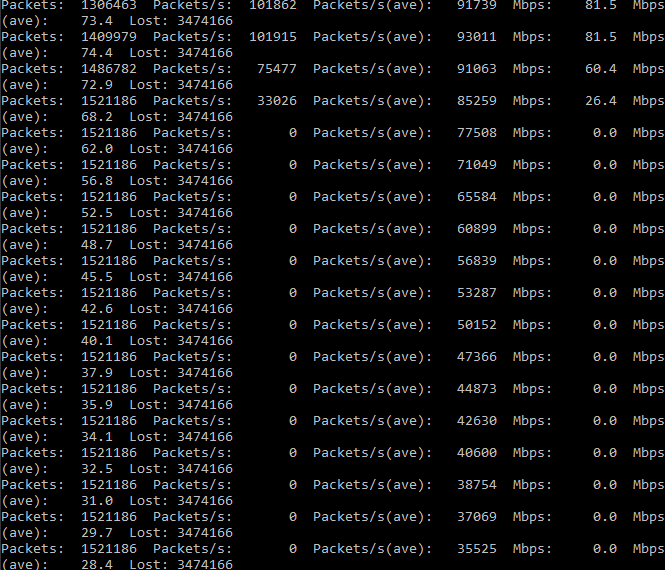 Packets:  1306463  Packets/s:  101862  Packets/s(ave):   91739  Mbps:    81.5  Mbps
(ave):    73.4  Lost: 3474166
Packets:  1409979  Packets/s:  101915  Packets/s(ave):   93011  Mbps:    81.5  Mbps
(ave):    74.4  Lost: 3474166
Packets:  1486782  Packets/s:   75477  Packets/s(ave):   91063  Mbps:    60.4  Mbps
(ave):    72.9  Lost: 3474166
Packets:  1521186  Packets/s:   33026  Packets/s(ave):   85259  Mbps:    26.4  Mbps
(ave):    68.2  Lost: 3474166
Packets:  1521186  Packets/s:       0  Packets/s(ave):   77508  Mbps:     0.0  Mbps
(ave):    62.0  Lost: 3474166
Packets:  1521186  Packets/s:       0  Packets/s(ave):   71049  Mbps:     0.0  Mbps
(ave):    56.8  Lost: 3474166
Packets:  1521186  Packets/s:       0  Packets/s(ave):   65584  Mbps:     0.0  Mbps
(ave):    52.5  Lost: 3474166
Packets:  1521186  Packets/s:       0  Packets/s(ave):   60899  Mbps:     0.0  Mbps
(ave):    48.7  Lost: 3474166
Packets:  1521186  Packets/s:       0  Packets/s(ave):   56839  Mbps:     0.0  Mbps
(ave):    45.5  Lost: 3474166
Packets:  1521186  Packets/s:       0  Packets/s(ave):   53287  Mbps:     0.0  Mbps
(ave):    42.6  Lost: 3474166
Packets:  1521186  Packets/s:       0  Packets/s(ave):   50152  Mbps:     0.0  Mbps
(ave):    40.1  Lost: 3474166
Packets:  1521186  Packets/s:       0  Packets/s(ave):   47366  Mbps:     0.0  Mbps
(ave):    37.9  Lost: 3474166
Packets:  1521186  Packets/s:       0  Packets/s(ave):   44873  Mbps:     0.0  Mbps
(ave):    35.9  Lost: 3474166
Packets:  1521186  Packets/s:       0  Packets/s(ave):   42630  Mbps:     0.0  Mbps
(ave):    34.1  Lost: 3474166
Packets:  1521186  Packets/s:       0  Packets/s(ave):   40600  Mbps:     0.0  Mbps
(ave):    32.5  Lost: 3474166
Packets:  1521186  Packets/s:       0  Packets/s(ave):   38754  Mbps:     0.0  Mbps
(ave):    31.0  Lost: 3474166
Packets:  1521186  Packets/s:       0  Packets/s(ave):   37069  Mbps:     0.0  Mbps
(ave):    29.7  Lost: 3474166
Packets:  1521186  Packets/s:       0  Packets/s(ave):   35525  Mbps:     0.0  Mbps
(ave):    28.4  Lost: 3474166